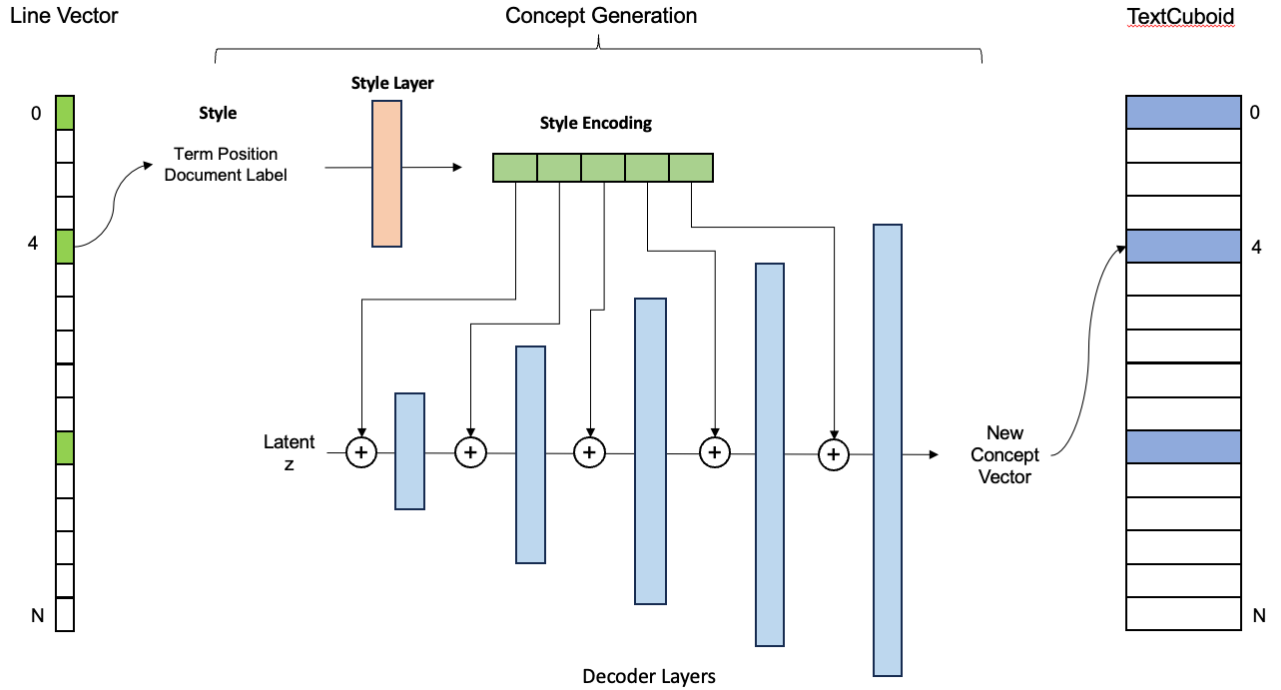 Line Vector
Concept Generation
TextCuboid
Style Layer
0
Style
0
Style Encoding
Term Position
Document Label
4
4
Latent
z
+ + + + +
New
Concept
Vector
N
N
Decoder Layers